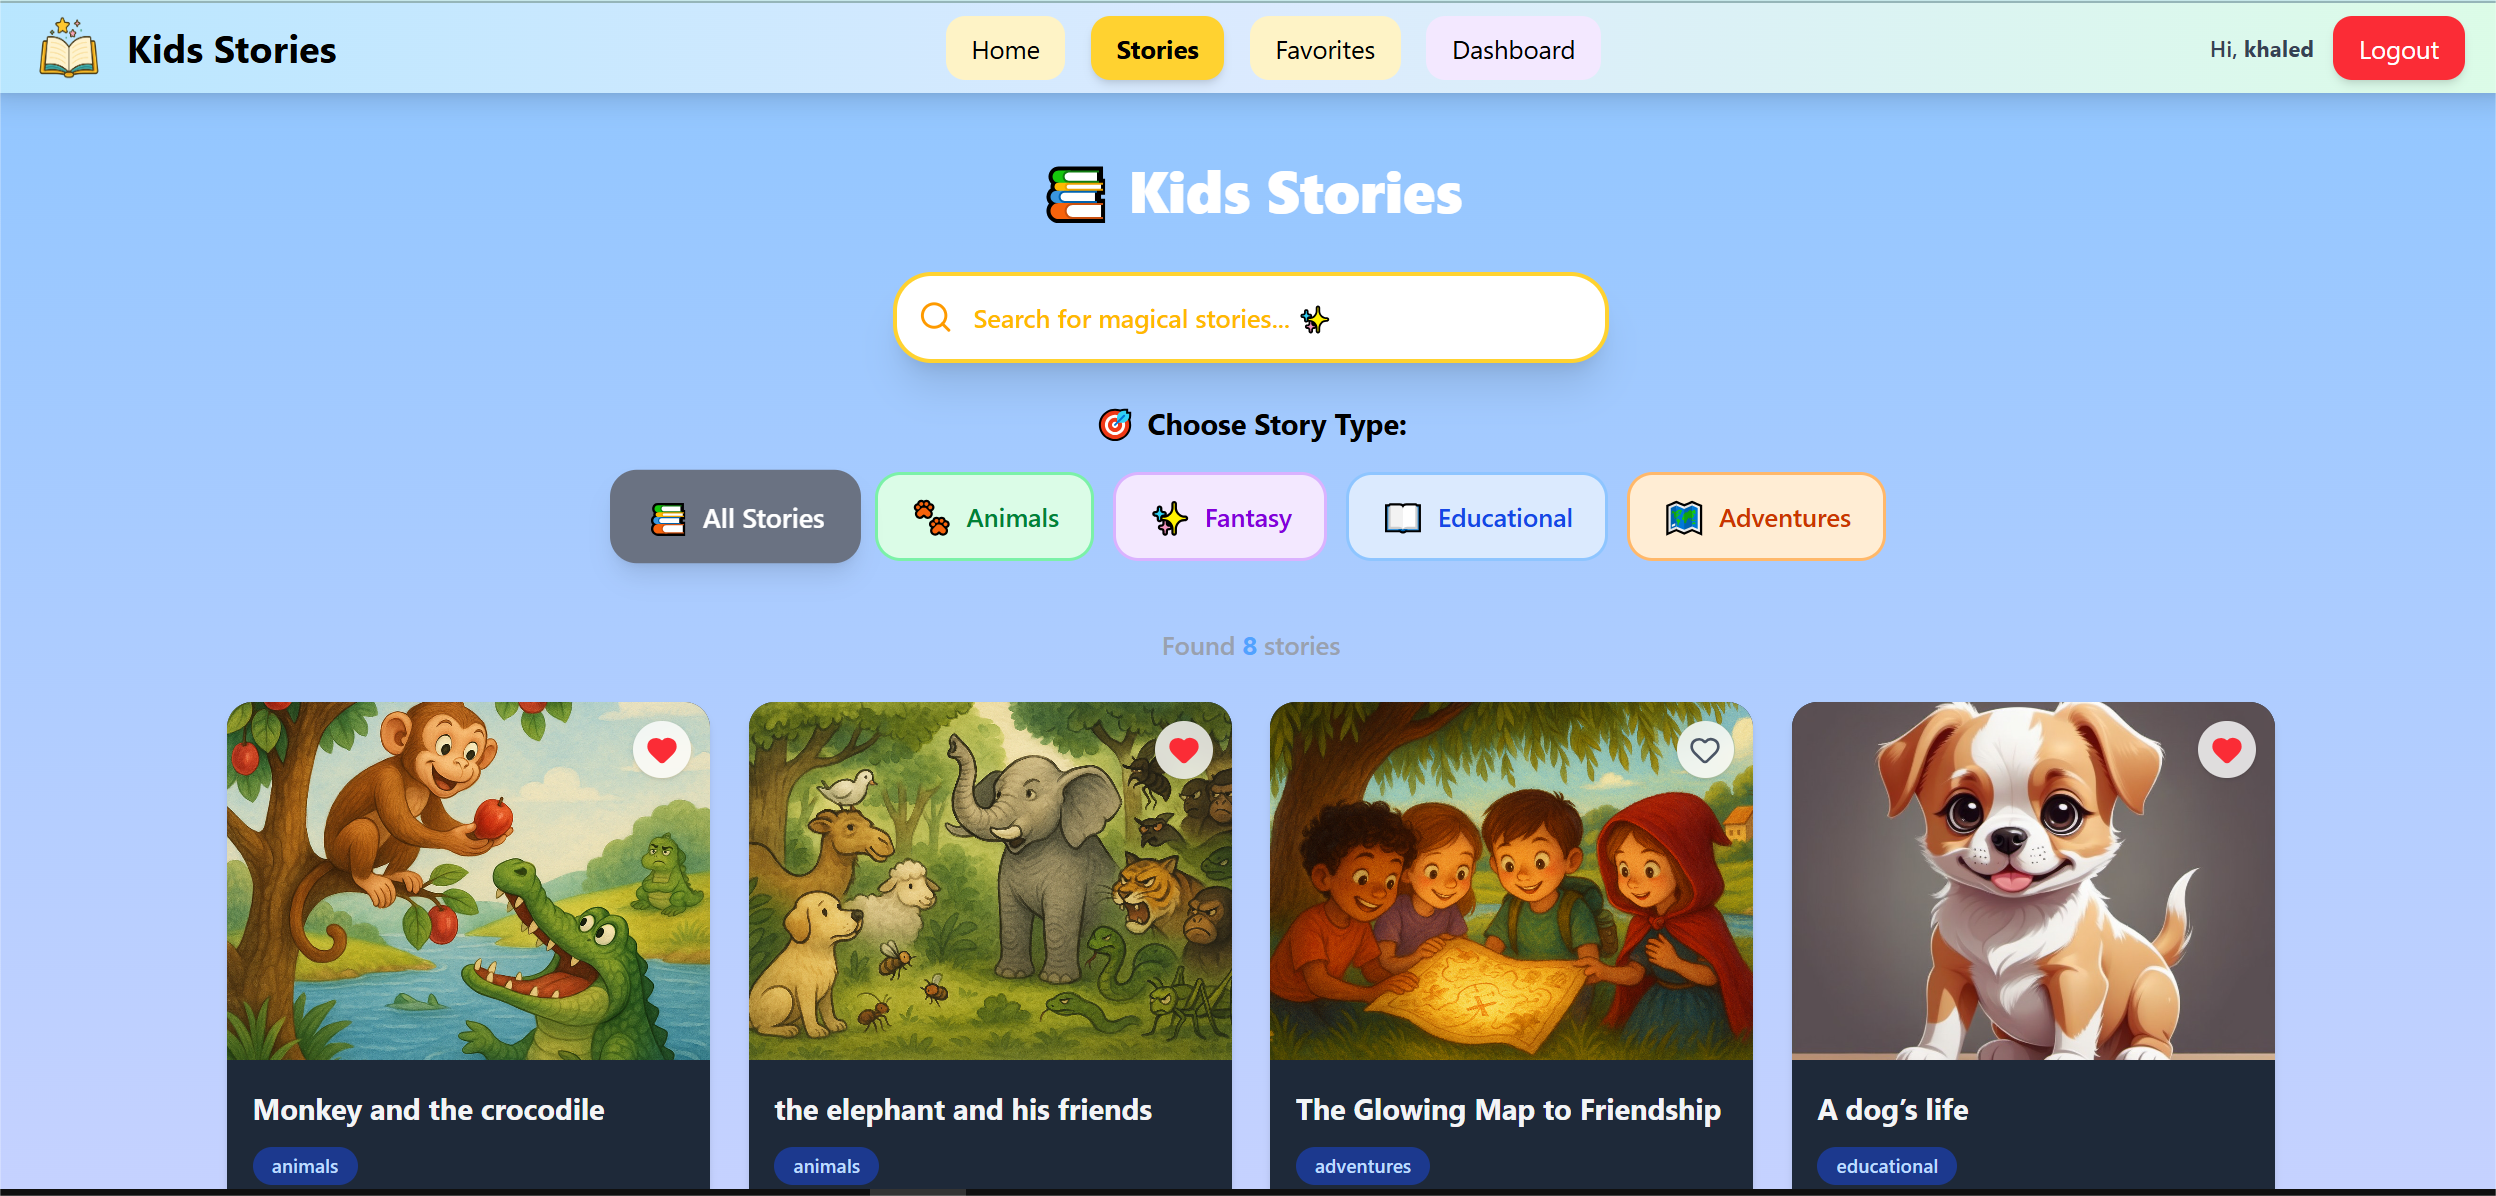 Kids Stories
Home
Stories
Favorites
Dashboard
Hi, khaled
Logout
Kids Stories
Search for magical stories...
Choose Story Type:
All Stories
Animals
Fantasy
Educational
Adventures
Found 8 stories
Monkey and the crocodile
animals
the elephant and his friends
animals
The Glowing Map to Friendship
adventures
A dog’s life
educational